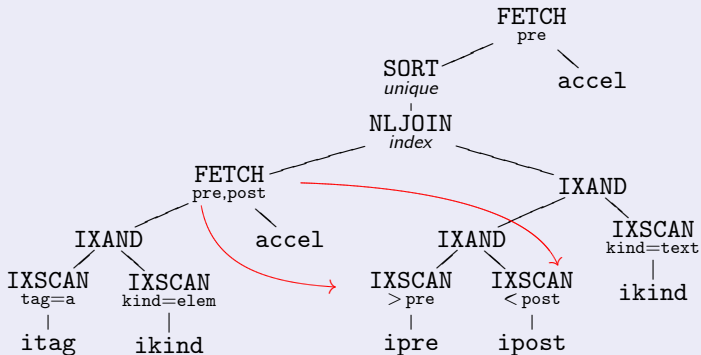 FETCH
pre
SORT
unique
accel
NLJOIN
index
FETCH
pre,post
IXAND
IXAND
accel
IXAND
IXSCAN
kind=text
IXSCAN
tag=a
IXSCAN
kind=elem
IXSCAN
> pre
IXSCAN
< post
ikind
itag
ikind
ipre
ipost